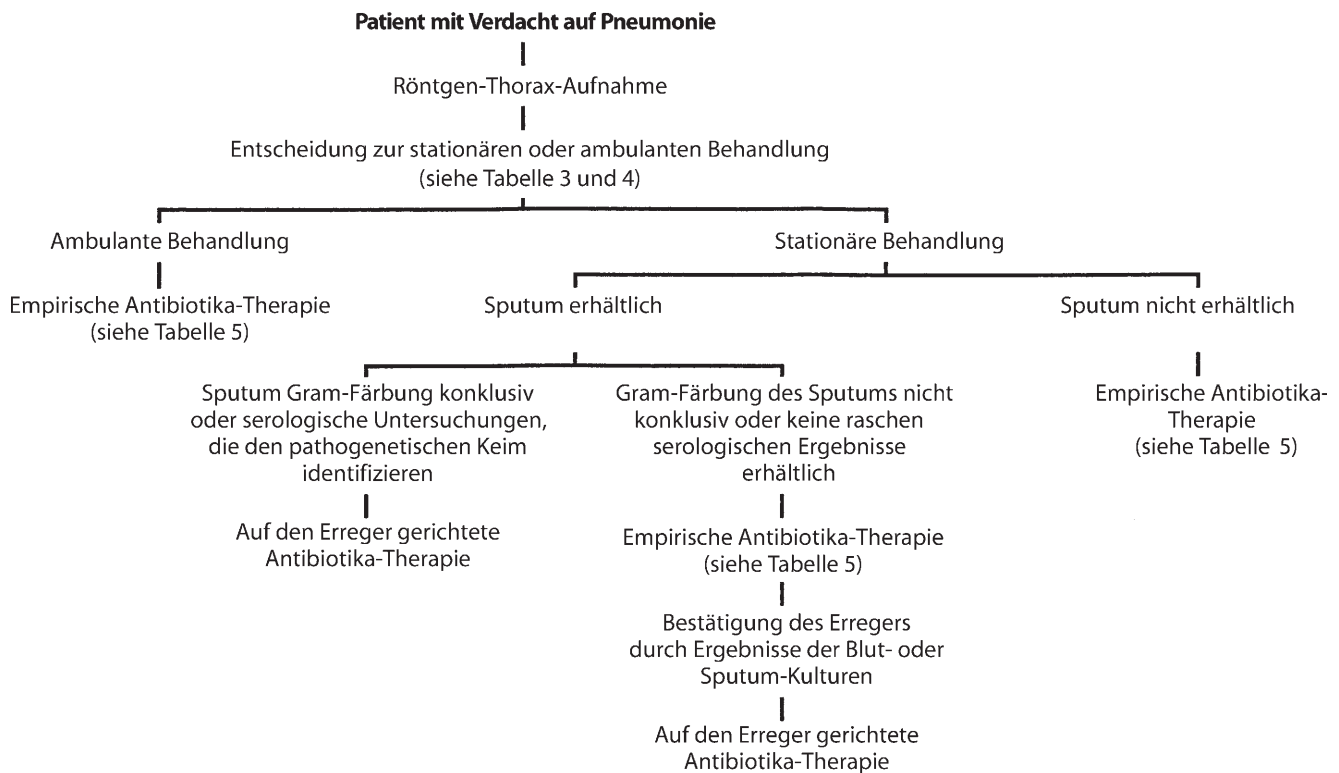 Patient mit Verdacht auf Pneumonie
Röntgen-Thorax-Aufnahme
Entscheidung zur stationären oder ambulanten Behandlung
(siehe Tabelle 3 und 4)
Ambulante Behandlung
Stationäre Behandlung
Empirische Antibiotika-Therapie
(siehe Tabelle 5)
Sputum erhältlich
Sputum nicht erhältlich
Sputum Gram-Färbung konklusiv
oder serologische Untersuchungen,
die den pathogenetischen Keim
identifizieren
Gram-Färbung des Sputums nicht
konklusiv oder keine raschen
serologischen Ergebnisse
erhältlich
Empirische Antibiotika-
Therapie
(siehe Tabelle 5)
Auf den Erreger gerichtete
Antibiotika-Therapie
Empirische Antibiotika-Therapie
(siehe Tabelle 5)
Bestätigung des Erregers
durch Ergebnisse der Blut- oder
Sputum-Kulturen
Auf den Erreger gerichtete
Antibiotika-Therapie